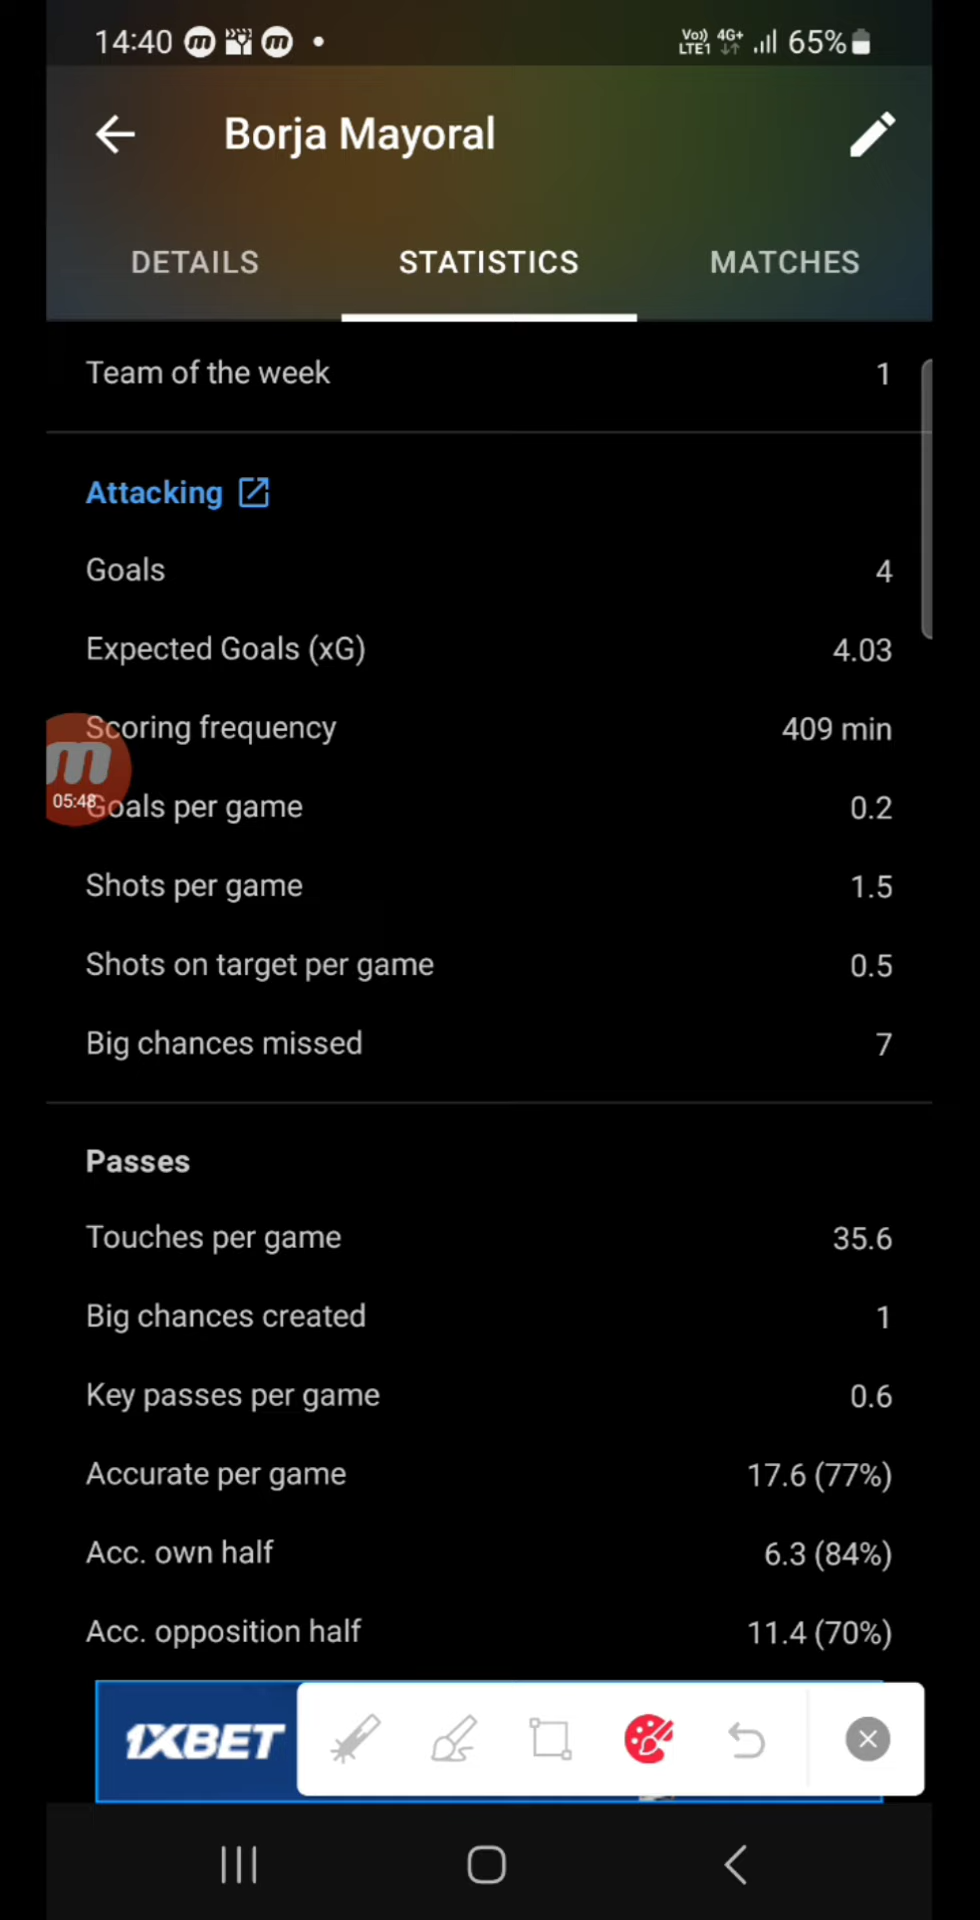 14:40 Vo)) LTE1 4G+ 65%
Borja Mayoral
DETAILS STATISTICS MATCHES
Team of the week 1
Attacking
Goals 4
Expected Goals (xG) 4.03
Scoring frequency 409 min
05:48
Goals per game 0.2
Shots per game 1.5
Shots on target per game 0.5
Big chances missed 7
Passes
Touches per game 35.6
Big chances created 1
Key passes per game 0.6
Accurate per game 17.6 (77%)
Acc. own half 6.3 (84%)
Acc. opposition half 11.4 (70%)
1XBET